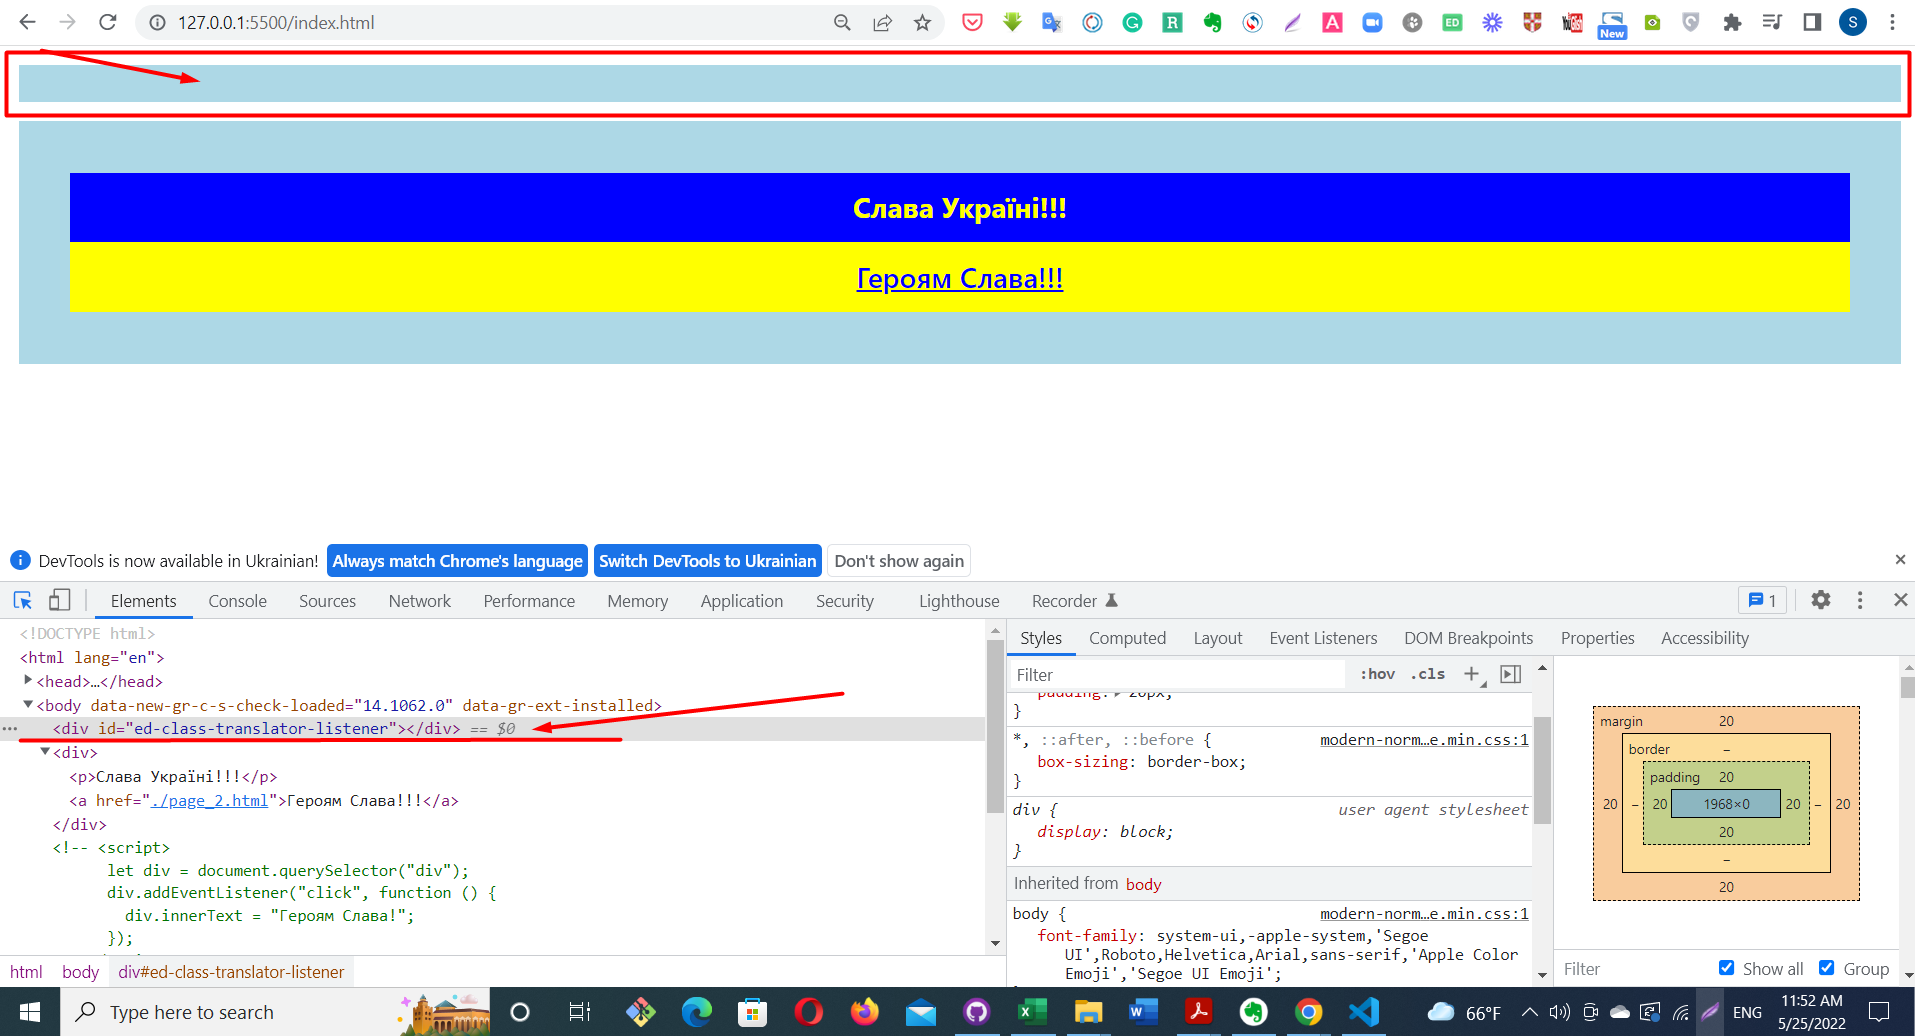 127.0.0.1:5500/index.html
New
S
Слава Україні!!!
Героям Слава!!!
DevTools is now available in Ukrainian! Always match Chrome's language Switch DevTools to Ukrainian Don't show again
Elements Console Sources Network Performance Memory Application Security Lighthouse Recorder 1
<!DOCTYPE html>
<html lang="en">
<head>…</head>
<body data-new-gr-c-s-check-loaded="14.1062.0" data-gr-ext-installed>
<div id="ed-class-translator-listener"></div> == $0
<div>
<p>Слава Україні!!!</p>
<a href="./page_2.html">Героям Слава!!!</a>
</div>
<!-- <script>
let div = document.querySelector("div");
div.addEventListener("click", function () {
div.innerText = "Героям Слава!";
});
html body div#ed-class-translator-listener
Styles Computed Layout Event Listeners DOM Breakpoints Properties Accessibility
Filter :hov .cls
padding: 20px;
}
*, ::after, ::before { modern-norm…e.min.css:1
box-sizing: border-box;
}
div { user agent stylesheet
display: block;
}
Inherited from body
body { modern-norm…e.min.css:1
font-family: system-ui,-apple-system,'Segoe
UI',Roboto,Helvetica,Arial,sans-serif,'Apple Color
Emoji','Segoe UI Emoji';
margin 20
border –
padding 20
20 – 20 1968×0 20 – 20
20
–
20
Filter Show all Group
Type here to search
66°F
ENG
11:52 AM
5/25/2022